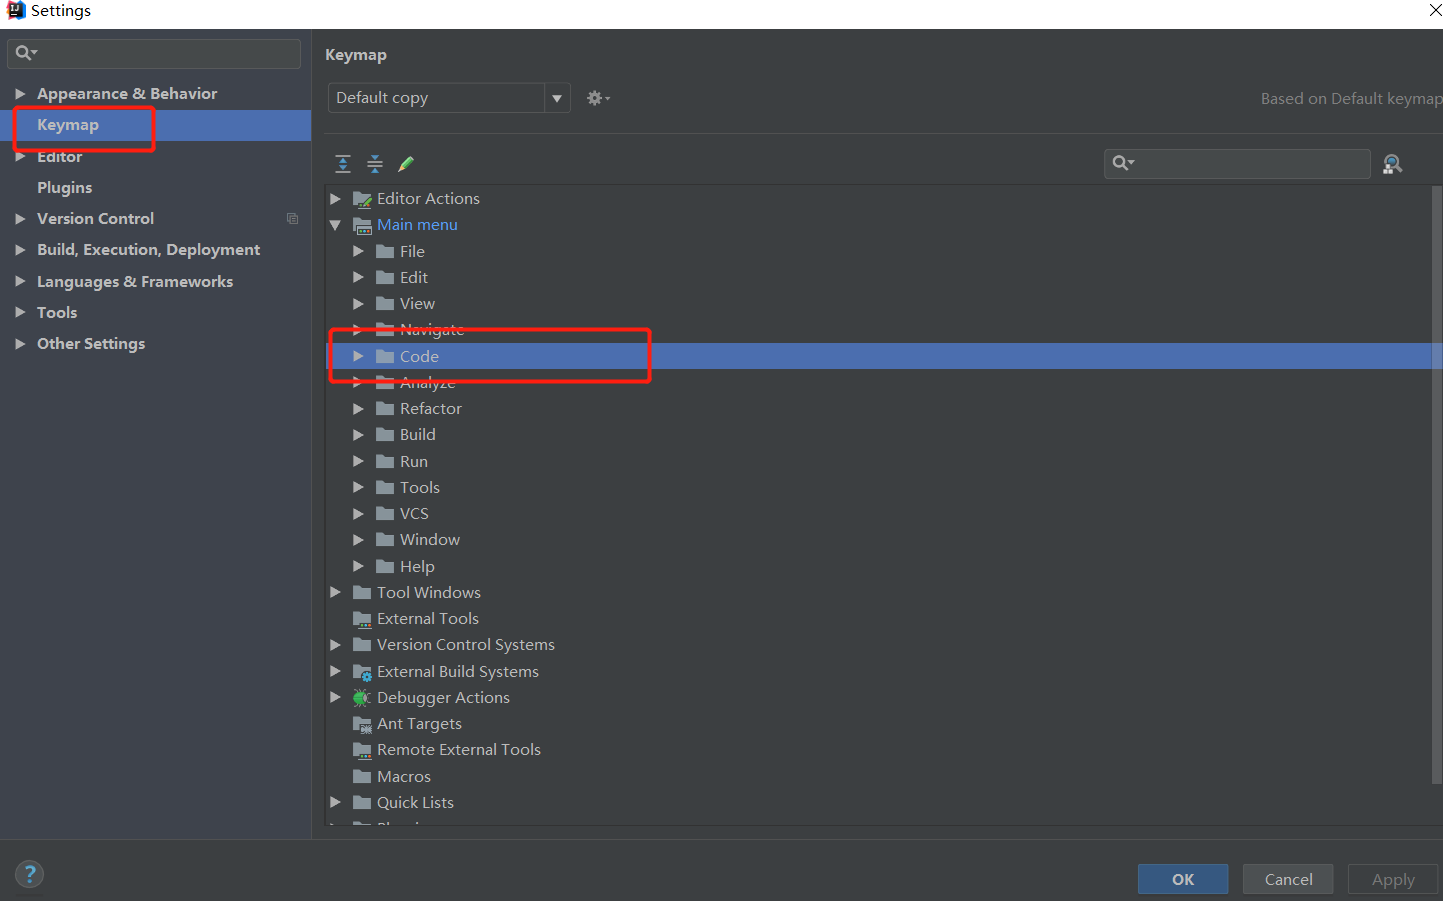 Settings
Appearance & Behavior
Keymap
Editor
Plugins
Version Control
Build, Execution, Deployment
Languages & Frameworks
Tools
Other Settings
Keymap
Default copy
Based on Default keymap
Editor Actions
Main menu
File
Edit
View
Navigate
Code
Analyze
Refactor
Build
Run
Tools
VCS
Window
Help
Tool Windows
External Tools
Version Control Systems
External Build Systems
Debugger Actions
Ant Targets
Remote External Tools
Macros
Quick Lists
?
OK
Cancel
Apply